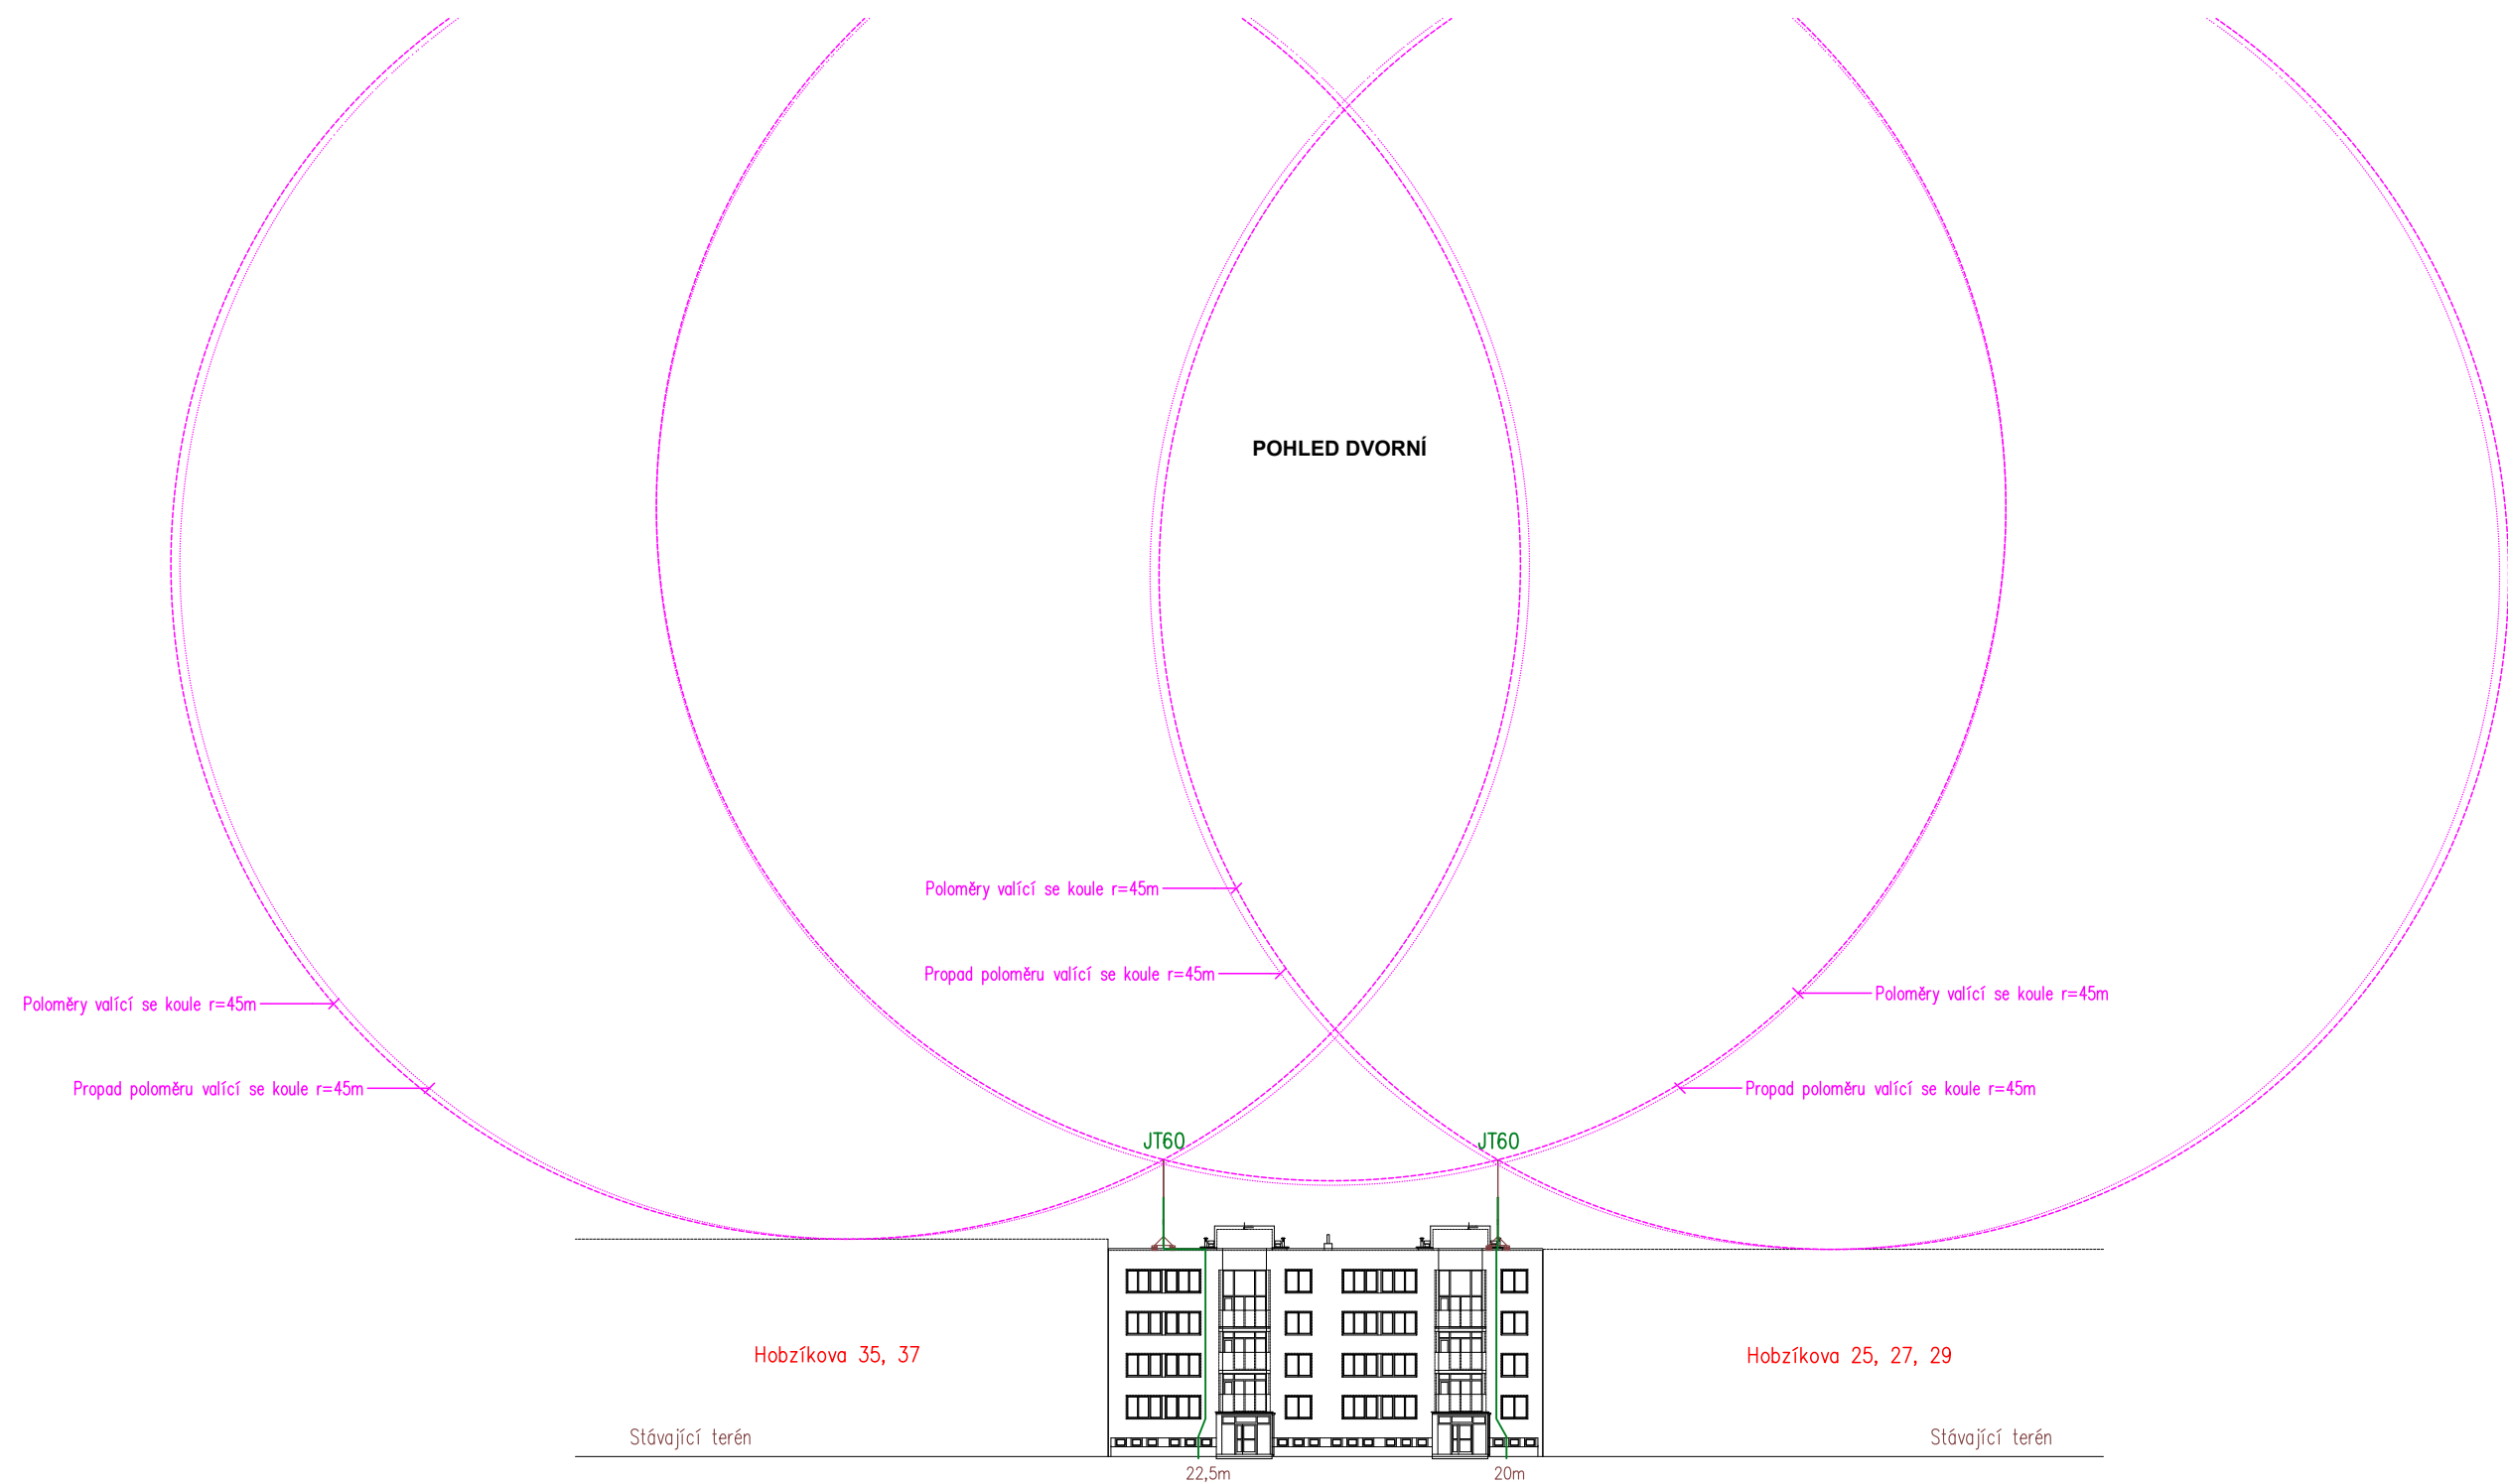 POHLED DVORNÍ
Poloměry valící se koule r=45m
Propad poloměru valící se koule r=45m
Poloměry valící se koule r=45m
Poloměry valící se koule r=45m
Propad poloměru valící se koule r=45m
Propad poloměru valící se koule r=45m
JT60
JT60
Hobzíkova 35, 37
Hobzíkova 25, 27, 29
Stávající terén
Stávající terén
22,5m
20m